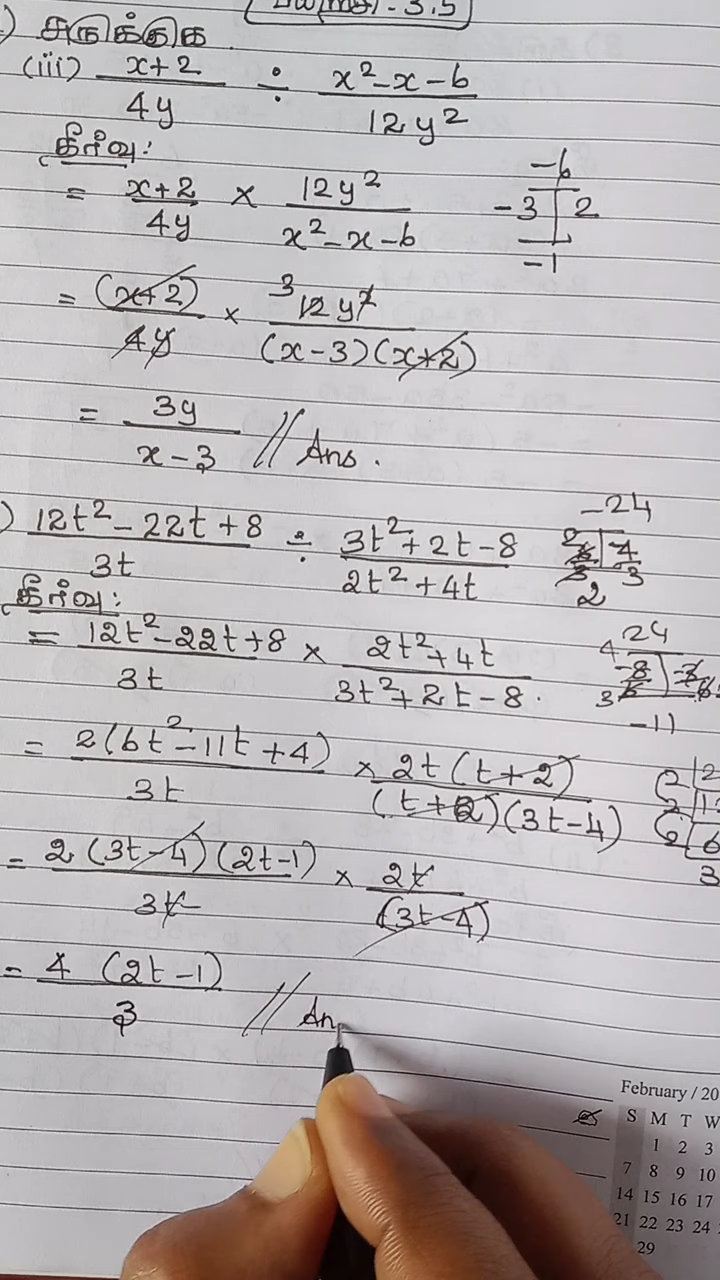 - 3.5
) சுருக்குக
(iii) x+2 / 4y ÷ x² - x - 6 / 12y²
தீர்வு:
= x+2 / 4y × 12y² / x² - x - 6
-6
-3 | 2
-1
= (x+2) / 4y × 3 12y² / (x-3)(x+2)
= 3y / x-3 // Ans.
) 12t² - 22t + 8 / 3t ÷ 3t² + 2t - 8 / 2t² + 4t
-24
2
தீர்வு:
= 12t² - 22t + 8 / 3t × 2t² + 4t / 3t² + 2t - 8.
24
-11
= 2(6t² - 11t + 4) / 3t × 2t(t+2) / (t+2)(3t-4)
= 2(3t-4)(2t-1) / 3t × 2t / (3t-4)
= 4 (2t-1) / 3 // An
February / 20
S M T W
1 2 3
7 8 9 10
14 15 16 17
21 22 23 24
29